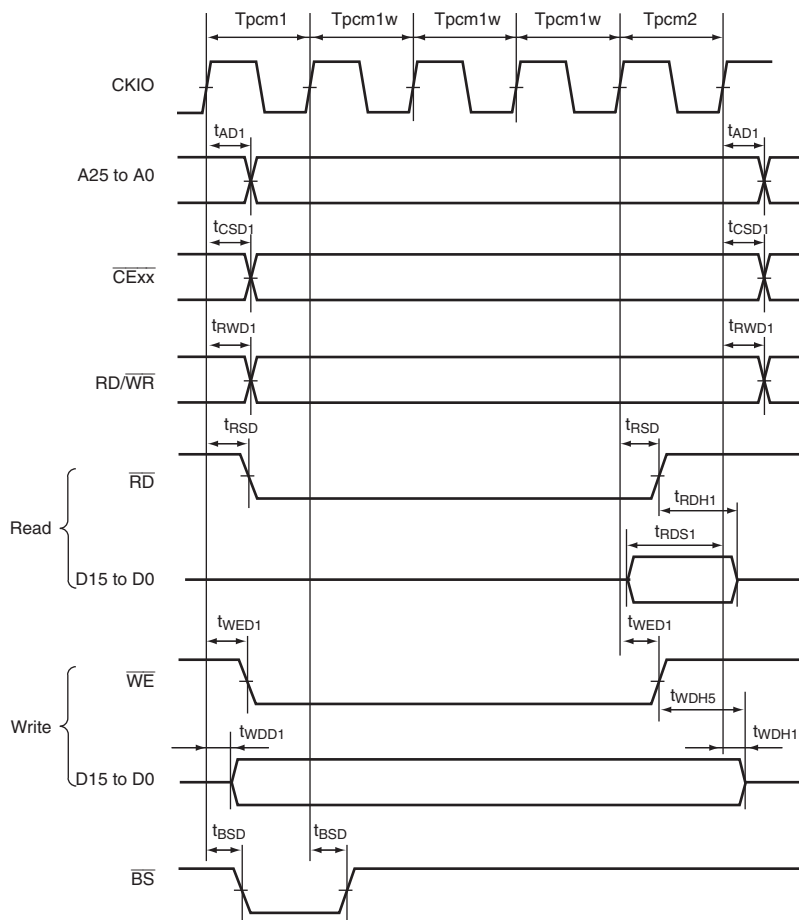 Tpcm1 Tpcm1w Tpcm1w Tpcm1w Tpcm2
CKIO
tAD1 tAD1
A25 to A0
tCSD1 tCSD1
CExx
tRWD1 tRWD1
RD/WR
tRSD tRSD
RD
tRDH1
Read
tRDS1
D15 to D0
tWED1 tWED1
WE
tWDH5
Write
tWDD1 tWDH1
D15 to D0
tBSD tBSD
BS